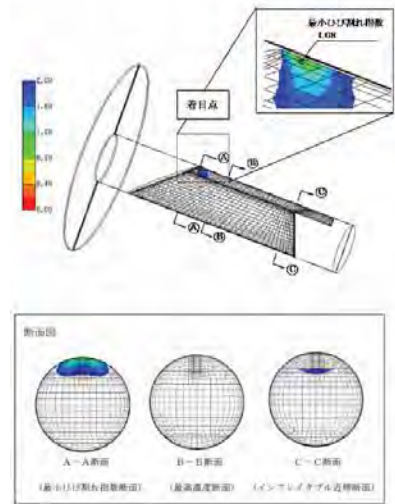 最小ひび割れ指数
1.08
着目点
2.00
1.60
1.20
0.80
0.40
0.00
Ⓐ
Ⓑ
Ⓒ
Ⓐ
Ⓑ
Ⓒ
断面図
A-A断面
B-B断面
C-C断面
(最小ひび割れ指数断面)
(最高温度断面)
(インフレイタブル近傍断面)